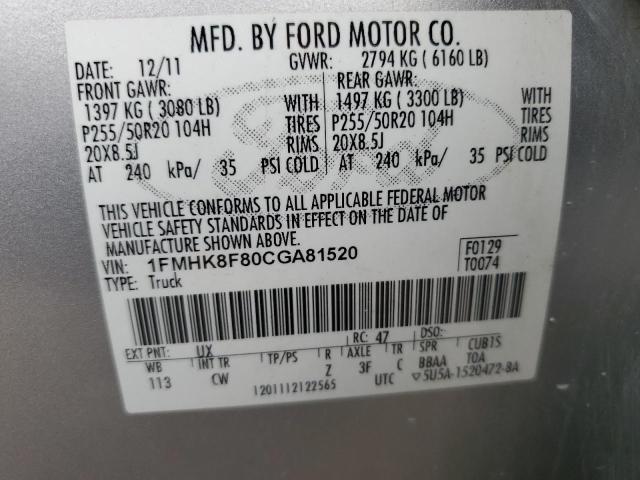 MFD. BY FORD MOTOR CO.
DATE: 12/11 GVWR: 2794 KG ( 6160 LB)
FRONT GAWR: REAR GAWR:
1397 KG ( 3080 LB) WITH 1497 KG ( 3300 LB) WITH
P255/50R20 104H TIRES P255/50R20 104H TIRES
20X8.5J RIMS 20X8.5J RIMS
AT 240 kPa/ 35 PSI COLD AT 240 kPa/ 35 PSI COLD
THIS VEHICLE CONFORMS TO ALL APPLICABLE FEDERAL MOTOR
VEHICLE SAFETY STANDARDS IN EFFECT ON THE DATE OF
MANUFACTURE SHOWN ABOVE.
VIN: 1FMHK8F80CGA81520 F0129
TYPE: Truck T0074
EXT PNT: UX RC: 47 DSO:
WB INT TR TP/PS R AXLE TR SPR CUB1S
113 CW Z 3F C BBAA TOA
1201112122565 UTC ▽5U5A-1520472-BA
Ford